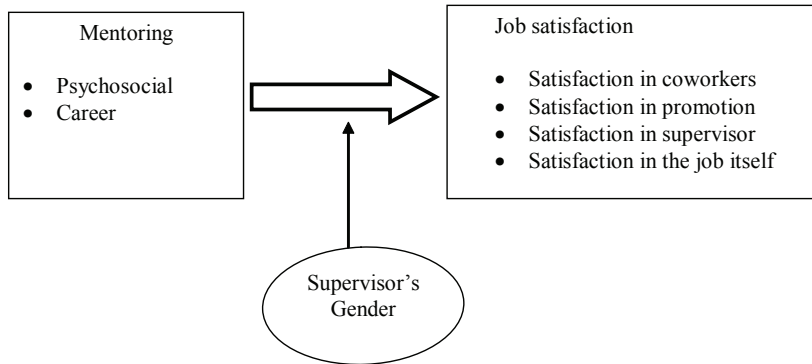 Mentoring
• Psychosocial
• Career
Job satisfaction
• Satisfaction in coworkers
• Satisfaction in promotion
• Satisfaction in supervisor
• Satisfaction in the job itself
Supervisor’s
Gender